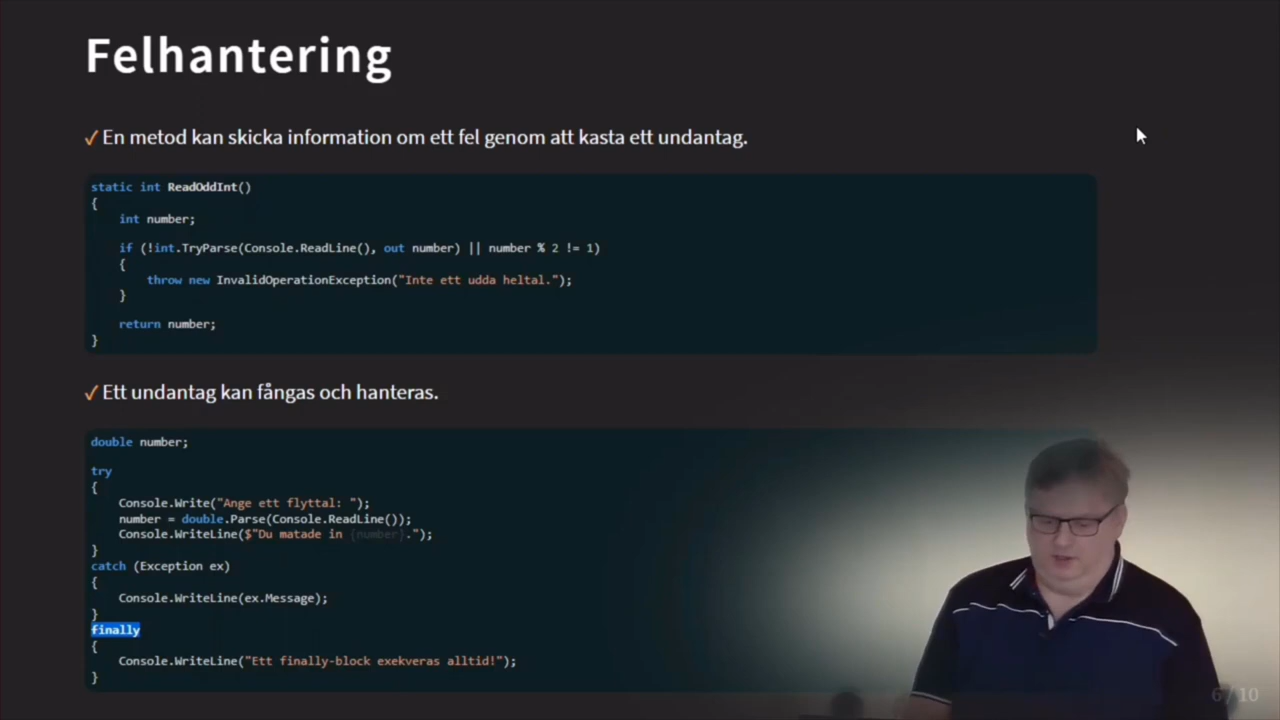 Felhantering
✓ En metod kan skicka information om ett fel genom att kasta ett undantag.
static int ReadOddInt()
{
int number;
if (!int.TryParse(Console.ReadLine(), out number) || number % 2 != 1)
{
throw new InvalidOperationException("Inte ett udda heltal.");
}
return number;
}
✓ Ett undantag kan fångas och hanteras.
double number;
try
{
Console.Write("Ange ett flyttal: ");
number = double.Parse(Console.ReadLine());
Console.WriteLine($"Du matade in {number}.");
}
catch (Exception ex)
{
Console.WriteLine(ex.Message);
}
finally
{
Console.WriteLine("Ett finally-block exekveras alltid!");
}
6 / 10